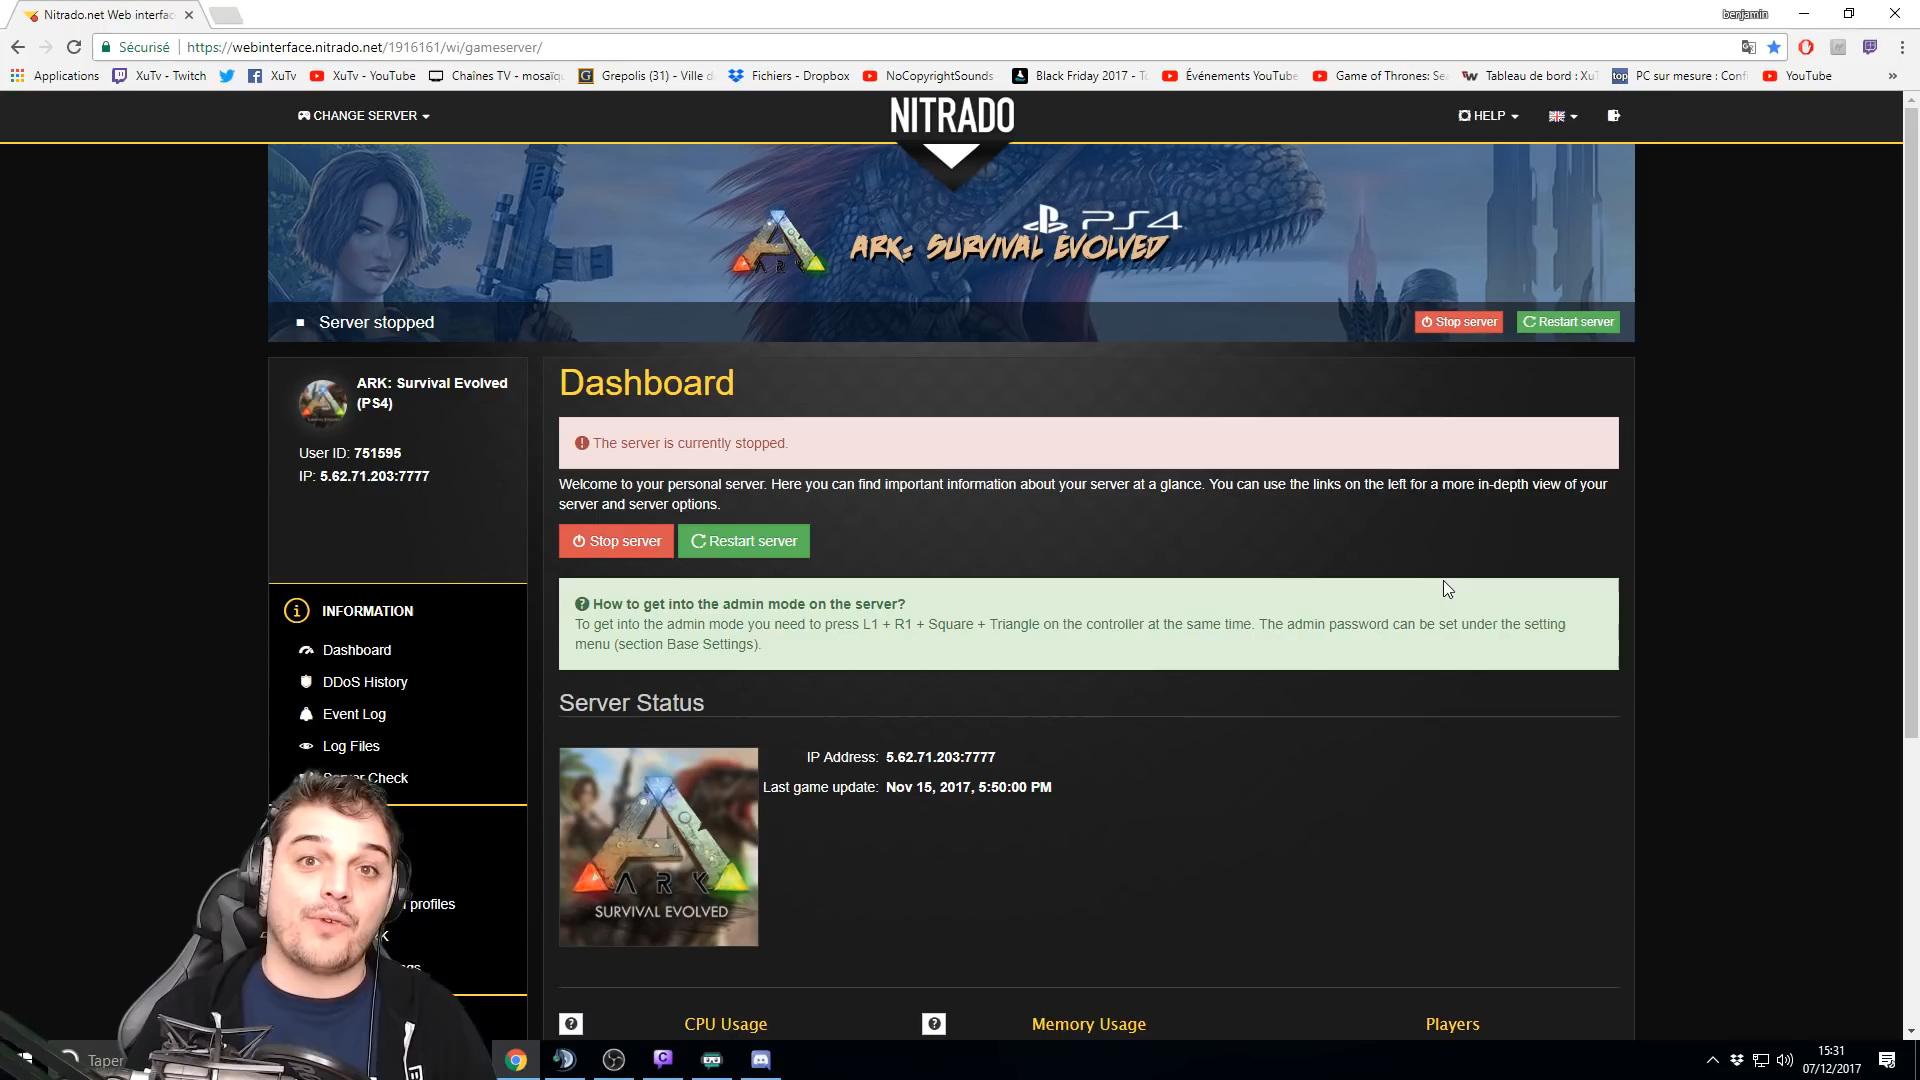 Nitrado.net Web interfac
benjamin
Sécurisé
https://webinterface.nitrado.net/1916161/wi/gameserver/
Applications
XuTv - Twitch
XuTv
XuTv - YouTube
Chaînes TV - mosaïqu
Grepolis (31) - Ville d
Fichiers - Dropbox
NoCopyrightSounds
Black Friday 2017 - T
Événements YouTube
Game of Thrones: Sea
Tableau de bord : XuT
top
PC sur mesure : Confi
YouTube
»
CHANGE SERVER
NITRADO
HELP
PS4
ARK: SURVIVAL EVOLVED
ARK
Server stopped
Stop server
Restart server
ARK: Survival Evolved
(PS4)
User ID: 751595
IP: 5.62.71.203:7777
Dashboard
The server is currently stopped.
Welcome to your personal server. Here you can find important information about your server at a glance. You can use the links on the left for a more in-depth view of your
server and server options.
Stop server
Restart server
How to get into the admin mode on the server?
To get into the admin mode you need to press L1 + R1 + Square + Triangle on the controller at the same time. The admin password can be set under the setting
menu (section Base Settings).
INFORMATION
Dashboard
DDoS History
Event Log
Log Files
Server Check
profiles
K
Server Status
IP Address: 5.62.71.203:7777
Last game update: Nov 15, 2017, 5:50:00 PM
ARK
SURVIVAL EVOLVED
CPU Usage
Memory Usage
Players
Taper
15:31
07/12/2017